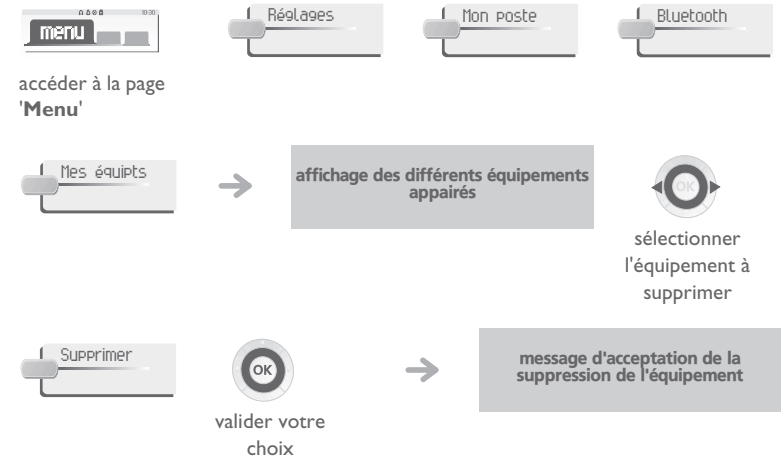 10:30
menu
Réglages
Mon poste
Bluetooth
accéder à la page
'Menu'
Mes équipts
affichage des différents équipements
appairés
OK
sélectionner
l'équipement à
supprimer
Supprimer
OK
valider votre
choix
message d'acceptation de la
suppression de l'équipement